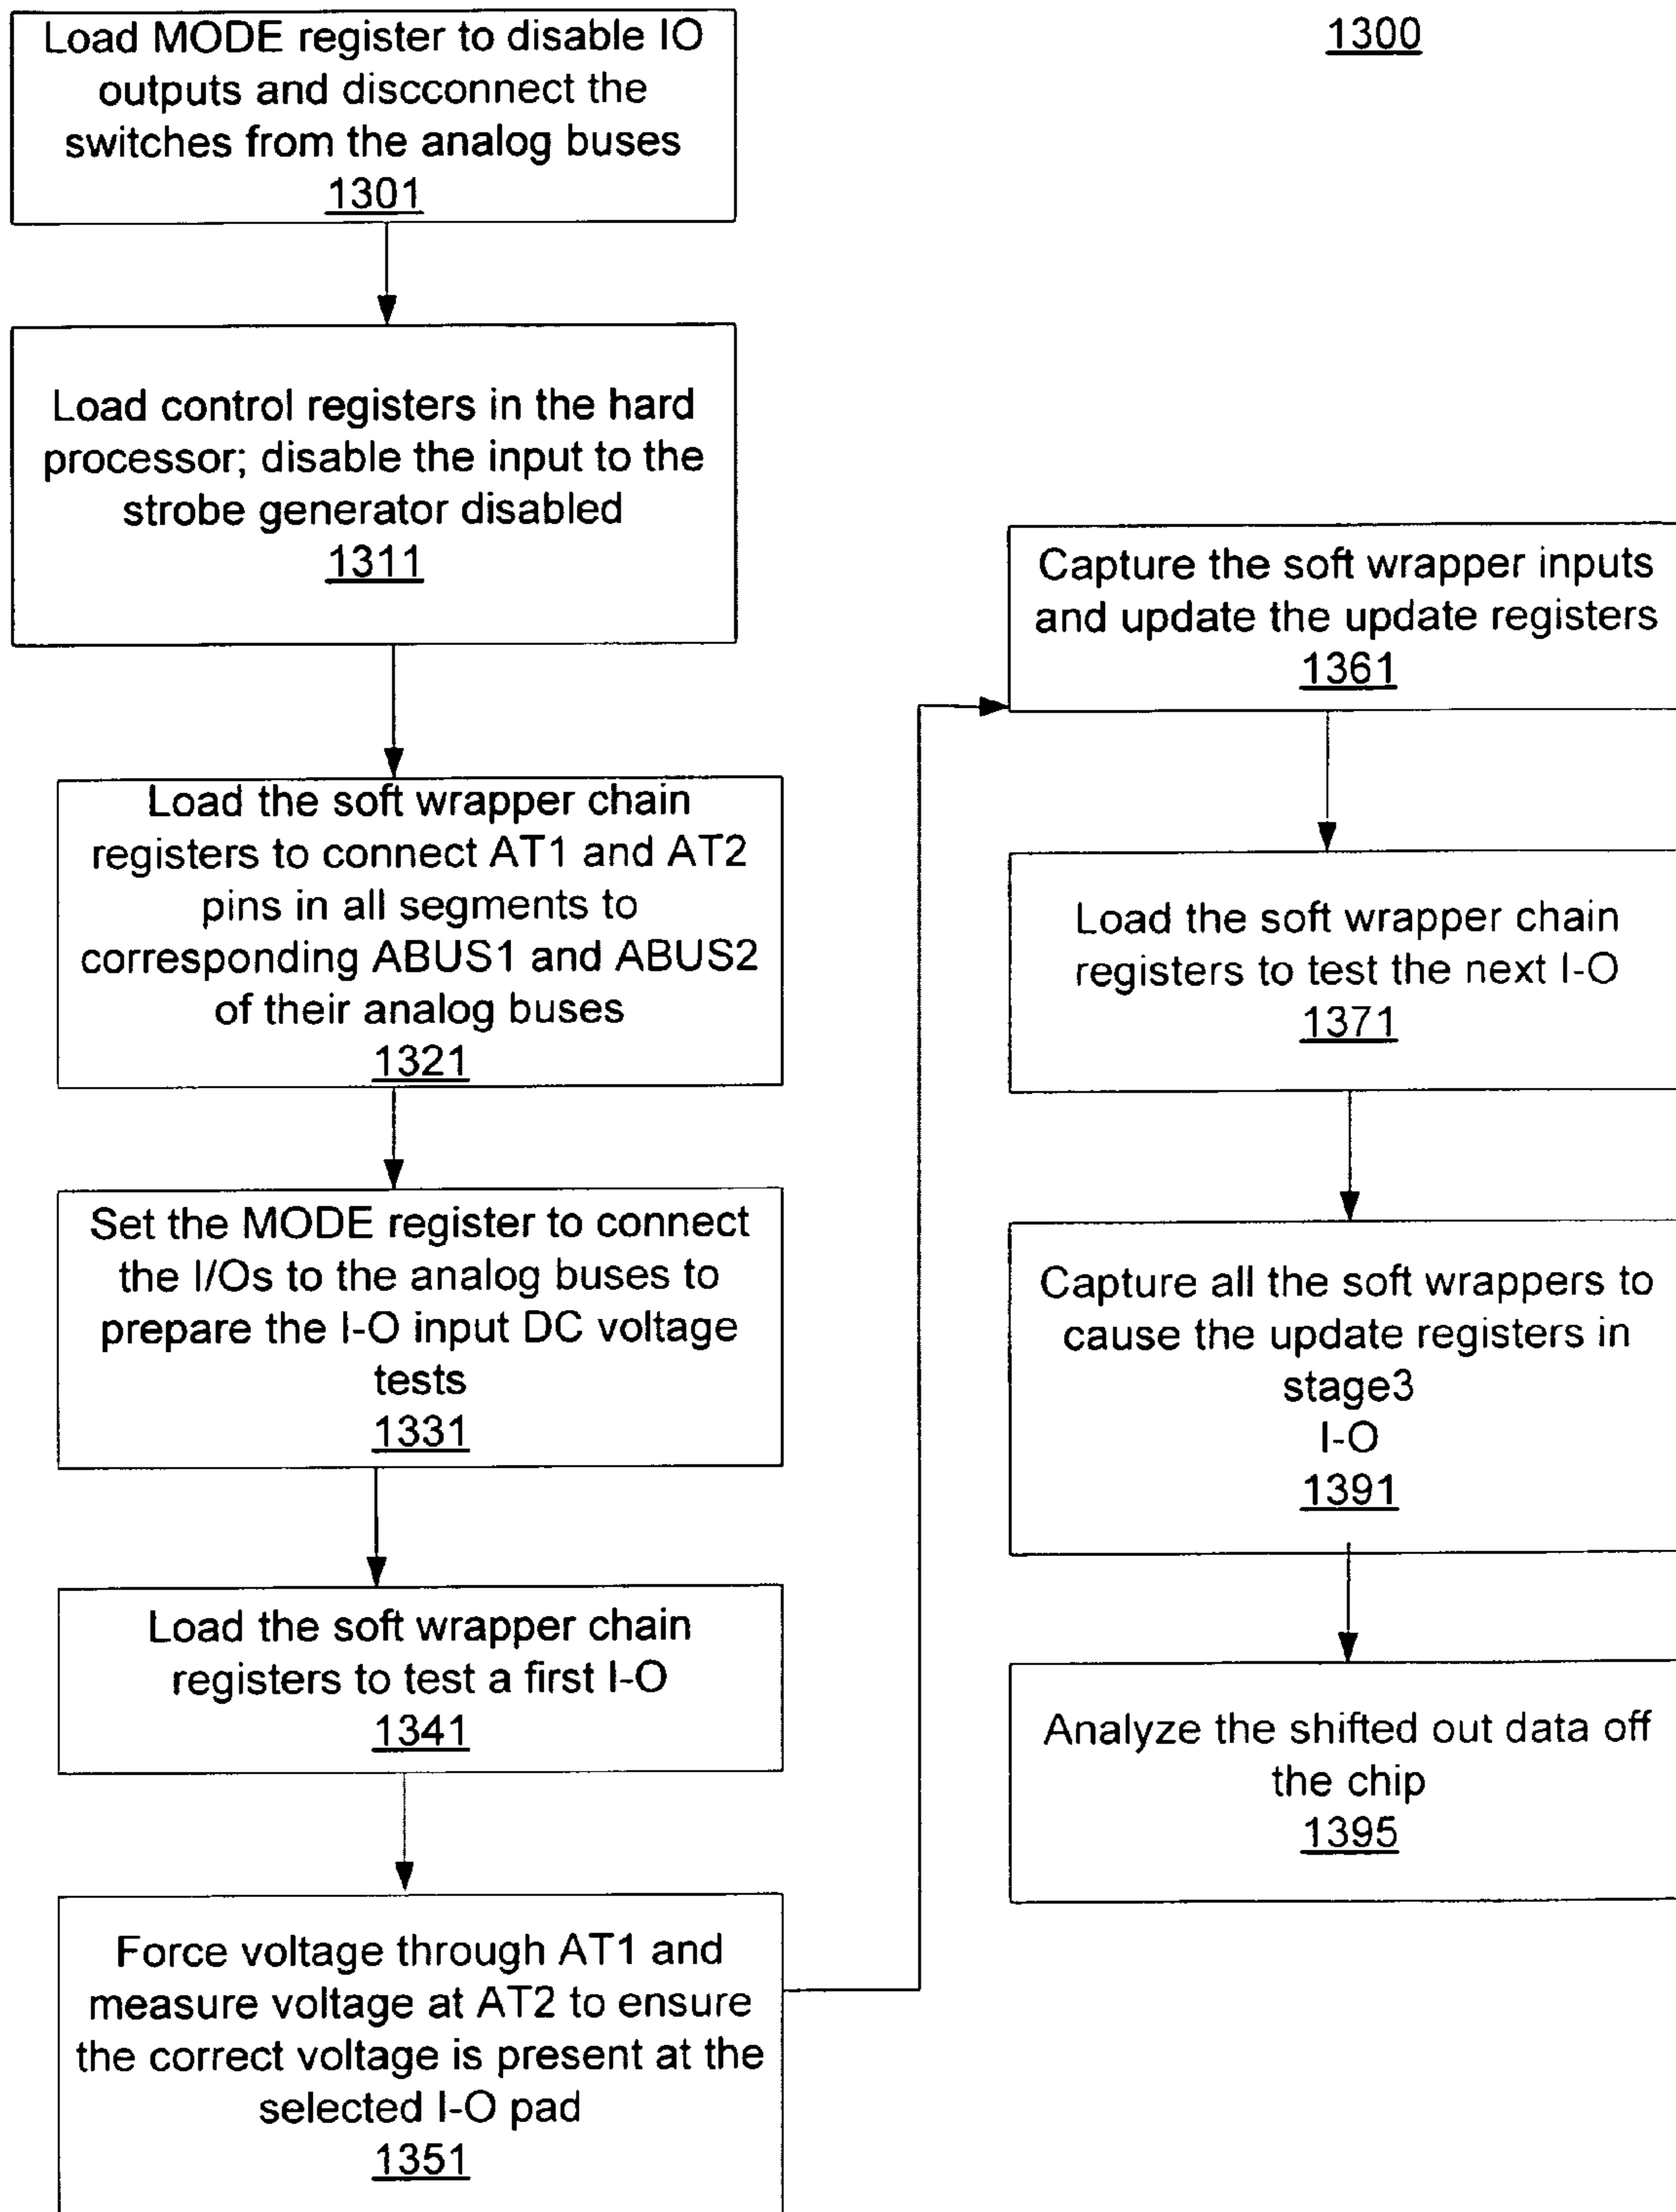 1300
Load MODE register to disable IO
outputs and discconnect the
switches from the analog buses
1301
Load control registers in the hard
processor; disable the input to the
strobe generator disabled
1311
Load the soft wrapper chain
registers to connect AT1 and AT2
pins in all segments to
corresponding ABUS1 and ABUS2
of their analog buses
1321
Set the MODE register to connect
the I/Os to the analog buses to
prepare the I-O input DC voltage
tests
1331
Load the soft wrapper chain
registers to test a first I-O
1341
Force voltage through AT1 and
measure voltage at AT2 to ensure
the correct voltage is present at the
selected I-O pad
1351
Capture the soft wrapper inputs
and update the update registers
1361
Load the soft wrapper chain
registers to test the next I-O
1371
Capture all the soft wrappers to
cause the update registers in
stage3
I-O
1391
Analyze the shifted out data off
the chip
1395